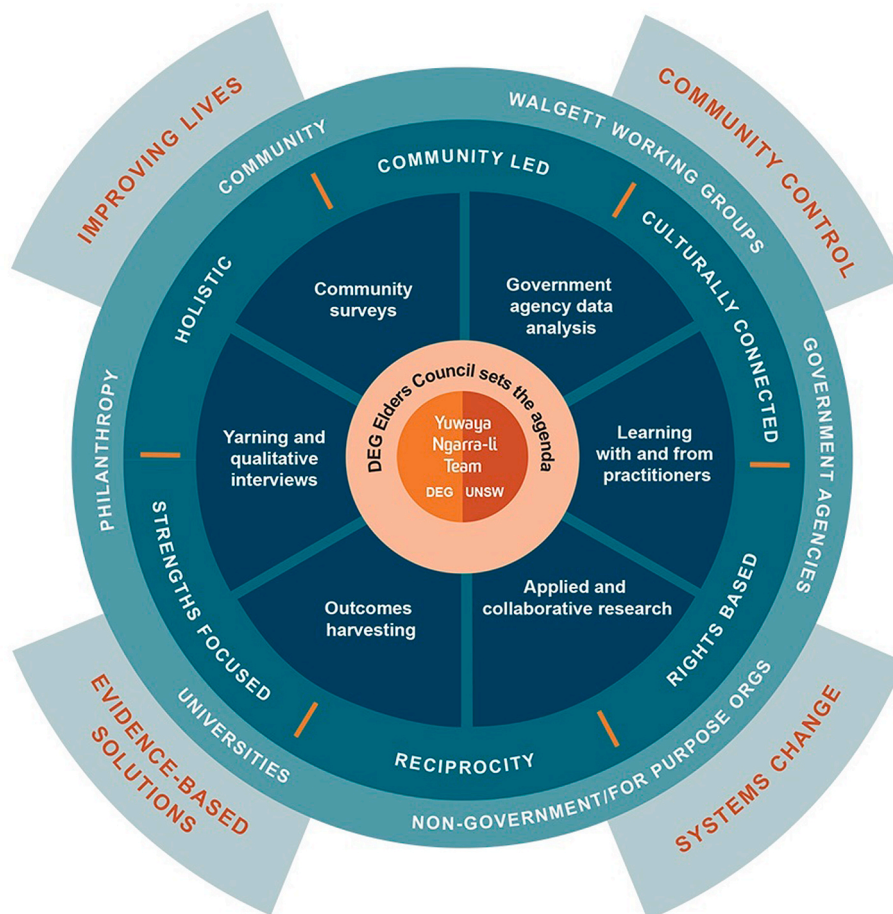 IMPROVING LIVES
COMMUNITY CONTROL
EVIDENCE-BASED
SOLUTIONS
SYSTEMS CHANGE
COMMUNITY
WALGETT WORKING GROUPS
GOVERNMENT AGENCIES
NON-GOVERNMENT/FOR PURPOSE ORGS
UNIVERSITIES
PHILANTHROPY
COMMUNITY LED
CULTURALLY CONNECTED
RIGHTS BASED
RECIPROCITY
STRENGTHS FOCUSED
HOLISTIC
Community
surveys
Government
agency data
analysis
Learning
with and from
practitioners
Applied and
collaborative research
Outcomes
harvesting
Yarning and
qualitative
interviews
DEG Elders Council sets the agenda
Yuwaya
Ngarra-li
Team
DEG UNSW